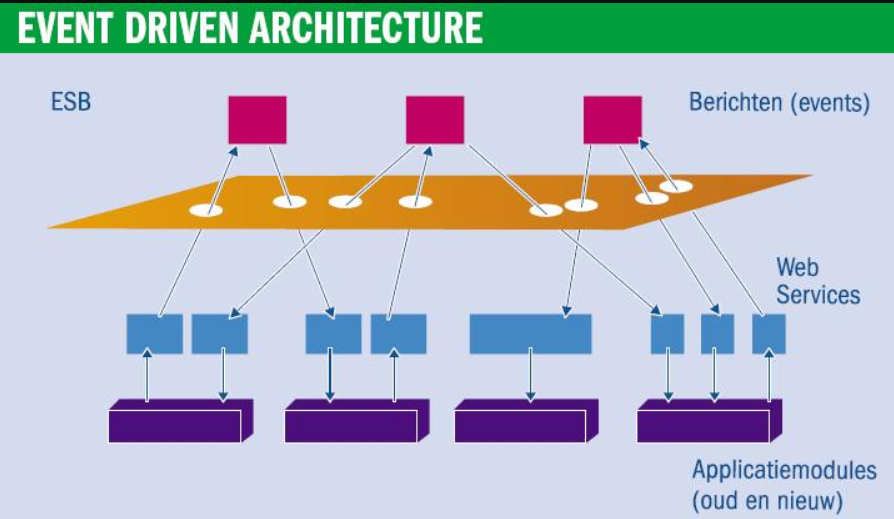 EVENT DRIVEN ARCHITECTURE
ESB
Berichten (events)
Web
Services
Applicatiemodules
(oud en nieuw)